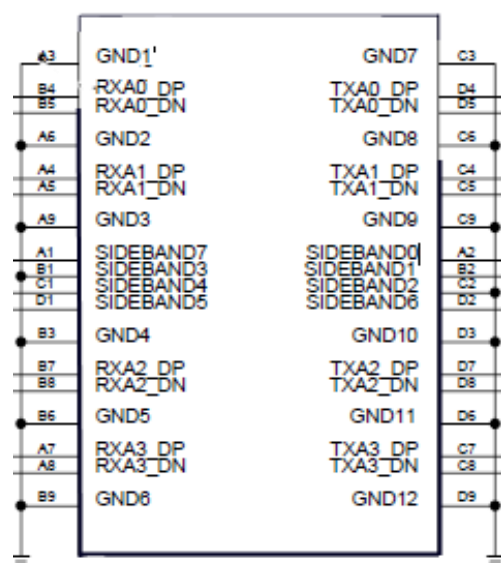 A3 GND1' GND7 C3
B4 RXA0_DP TXA0_DP D4
B5 RXA0_DN TXA0_DN D5
A6 GND2 GND8 C6
A4 RXA1_DP TXA1_DP C4
A5 RXA1_DN TXA1_DN C5
A9 GND3 GND9 C9
A1 SIDEBAND7 SIDEBAND0 A2
B1 SIDEBAND3 SIDEBAND1 B2
C1 SIDEBAND4 SIDEBAND2 C2
D1 SIDEBAND5 SIDEBAND6 D2
B3 GND4 GND10 D3
B7 RXA2_DP TXA2_DP D7
B8 RXA2_DN TXA2_DN D8
B6 GND5 GND11 D6
A7 RXA3_DP TXA3_DP C7
A8 RXA3_DN TXA3_DN C8
B9 GND6 GND12 D9